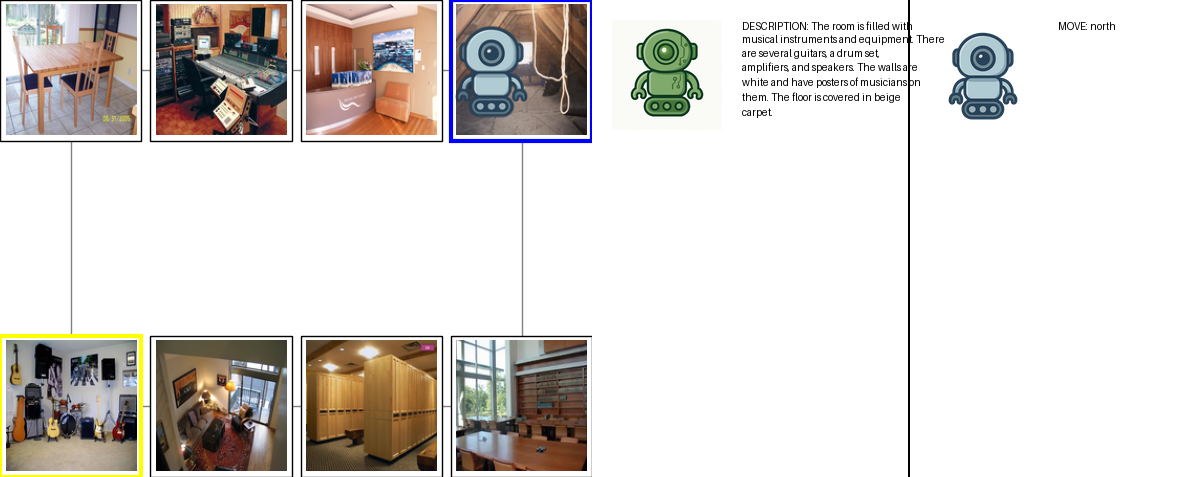 DESCRIPTION: The room is filled with
musical instruments and equipment. There
are several guitars, a drum set,
amplifiers, and speakers. The walls are
white and have posters of musicians on
them. The floor is covered in beige
carpet.
MOVE: north